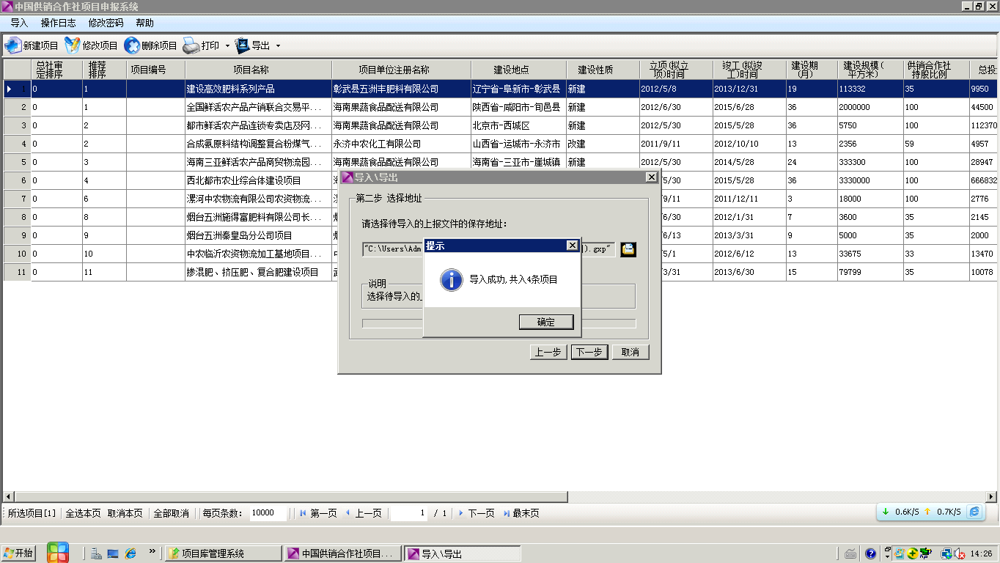 中国供销合作社项目申报系统
导入 操作日志 修改密码 帮助
新建项目 修改项目 删除项目 打印 导出
总社审定排序 推荐排序 项目编号 项目名称 项目单位注册名称 建设地点 建设性质 立项(拟立项)时间 竣工(拟竣工)时间 建设期(月) 建设规模(平方米) 供销合作社持股比例 总投
1 0 1 建设高效肥料系列产品 彰武县五洲丰肥料有限公司 辽宁省-阜新市-彰武县 新建 2012/5/8 2013/12/31 19 113332 35 9950
2 0 1 全国鲜活农产品产销联合交易平... 海南果蔬食品配送有限公司 陕西省-咸阳市-旬邑县 新建 2012/6/30 2015/6/28 36 2000000 100 44500
3 0 2 都市鲜活农产品连锁专卖店及网... 海南果蔬食品配送有限公司 北京市-西城区 新建 2012/5/30 2015/5/28 36 5750 100 112370
4 0 2 合成氨原料结构调整复合粉煤气... 永济中农化工有限公司 山西省-运城市-永济市 改建 2011/9/11 2012/10/10 13 2356 59 4957
5 0 3 海南三亚鲜活农产品商贸物流园... 海南果蔬食品配送有限公司 海南省-三亚市-崖城镇 新建 2012/5/30 2014/5/28 24 333300 100 28947
6 0 4 西北都市农业综合体建设项目 /5/30 2015/5/28 36 3330000 100 666832
7 0 6 漯河中农物流有限公司农资物流... /9/11 2011/12/11 3 18000 100 2776
8 0 8 烟台五洲施得富肥料有限公司长... /6/30 2012/1/31 7 3600 35 2145
9 0 9 烟台五洲秦皇岛分公司项目 /6/13 2013/3/31 9 5000 35 2000
10 0 10 中农临沂农资物流加工基地项目... /5/1 2012/6/12 13 33675 33 13470
11 0 11 掺混肥、挤压肥、复合肥建设项目 /3/31 2013/6/30 15 79799 35 10078
导入\导出
第二步 选择地址
请选择待导入的上报文件的保存地址:
"C:\Users\Adm ).gxp"
说明
选择待导入的
提示
导入成功,共入4条项目
确定
上一步 下一步 取消
所选项目[1] 全选本页 取消本页 全部取消 每页条数: 10000 第一页 上一页 1 / 1 下一页 最末页
0.6K/S 0.7K/S
开始 » 项目库管理系统 中国供销合作社项目... 导入\导出 14:26